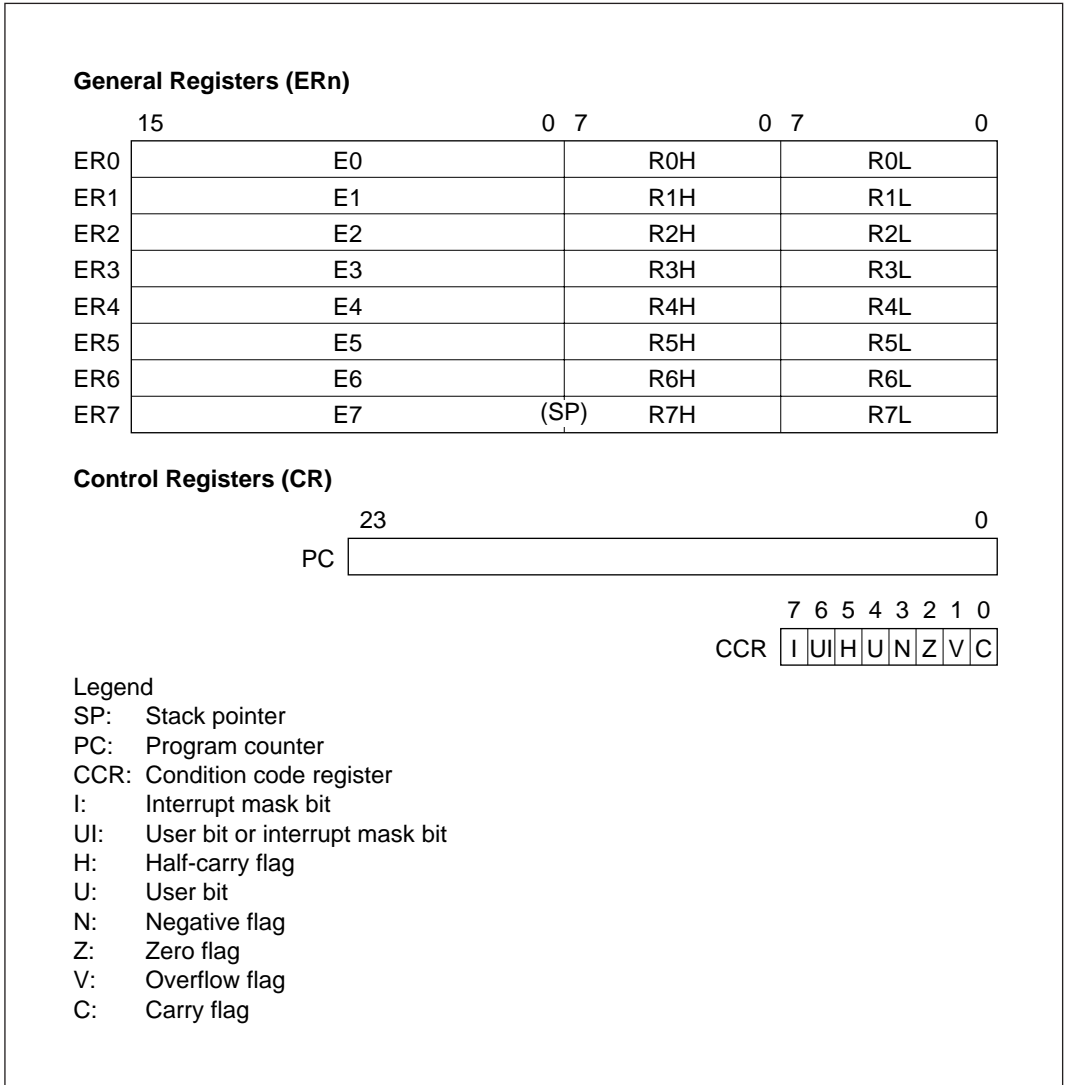 General Registers (ERn)
15 0 7 0 7 0
ER0 E0 R0H R0L
ER1 E1 R1H R1L
ER2 E2 R2H R2L
ER3 E3 R3H R3L
ER4 E4 R4H R4L
ER5 E5 R5H R5L
ER6 E6 R6H R6L
ER7 E7 (SP) R7H R7L
Control Registers (CR)
23 0
PC
7 6 5 4 3 2 1 0
CCR I UI H U N Z V C
Legend
SP: Stack pointer
PC: Program counter
CCR: Condition code register
I: Interrupt mask bit
UI: User bit or interrupt mask bit
H: Half-carry flag
U: User bit
N: Negative flag
Z: Zero flag
V: Overflow flag
C: Carry flag